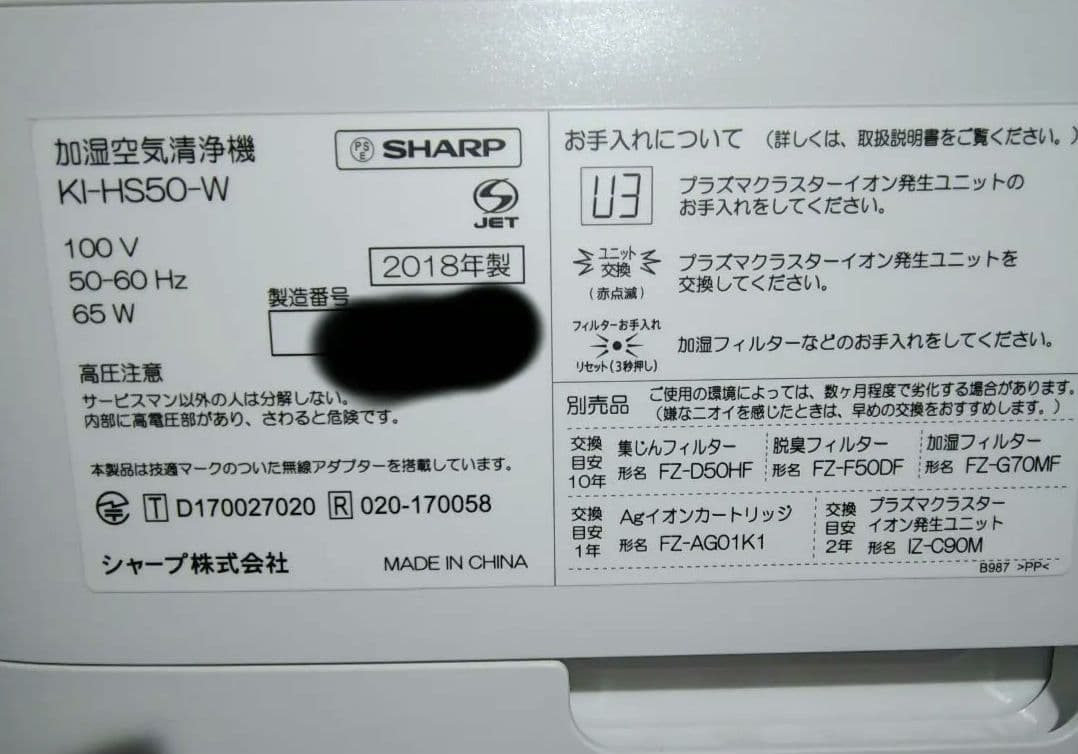 加湿空気清浄機
KI-HS50-W
PSE SHARP
JET
100 V
50-60 Hz
65 W
2018年製
製造番号
高圧注意
サービスマン以外の人は分解しない。
内部に高電圧部があり、さわると危険です。
本製品は技適マークのついた無線アダプターを搭載しています。
T D170027020 R 020-170058
シャープ株式会社 MADE IN CHINA
お手入れについて (詳しくは、取扱説明書をご覧ください。)
U3
プラズマクラスターイオン発生ユニットの
お手入れをしてください。
ユニット
交換
(赤点滅)
プラズマクラスターイオン発生ユニットを
交換してください。
フィルターお手入れ
リセット(3秒押し)
加湿フィルターなどのお手入れをしてください。
別売品
ご使用の環境によっては、数ヶ月程度で劣化する場合があります。
(嫌なニオイを感じたときは、早めの交換をおすすめします。)
交換
目安
10年
集じんフィルター
形名 FZ-D50HF
脱臭フィルター
形名 FZ-F50DF
加湿フィルター
形名 FZ-G70MF
交換
目安
1年
Agイオンカートリッジ
形名 FZ-AG01K1
交換
目安
2年
プラズマクラスター
イオン発生ユニット
形名 IZ-C90M
B987 >PP<